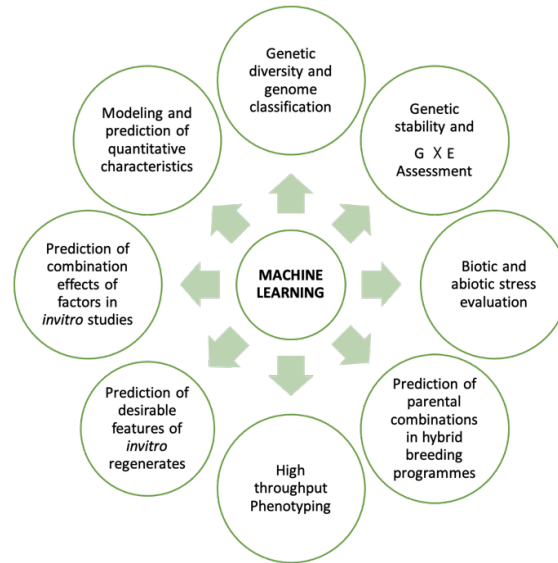 Genetic
diversity and
genome
classification
Genetic
stability and
G X E
Assessment
Biotic and
abiotic stress
evaluation
Prediction of
parental
combinations
in hybrid
breeding
programmes
High
throughput
Phenotyping
Prediction of
desirable
features of
invitro
regenerates
Prediction of
combination
effects of
factors in
invitro studies
Modeling and
prediction of
quantitative
characteristics
MACHINE
LEARNING